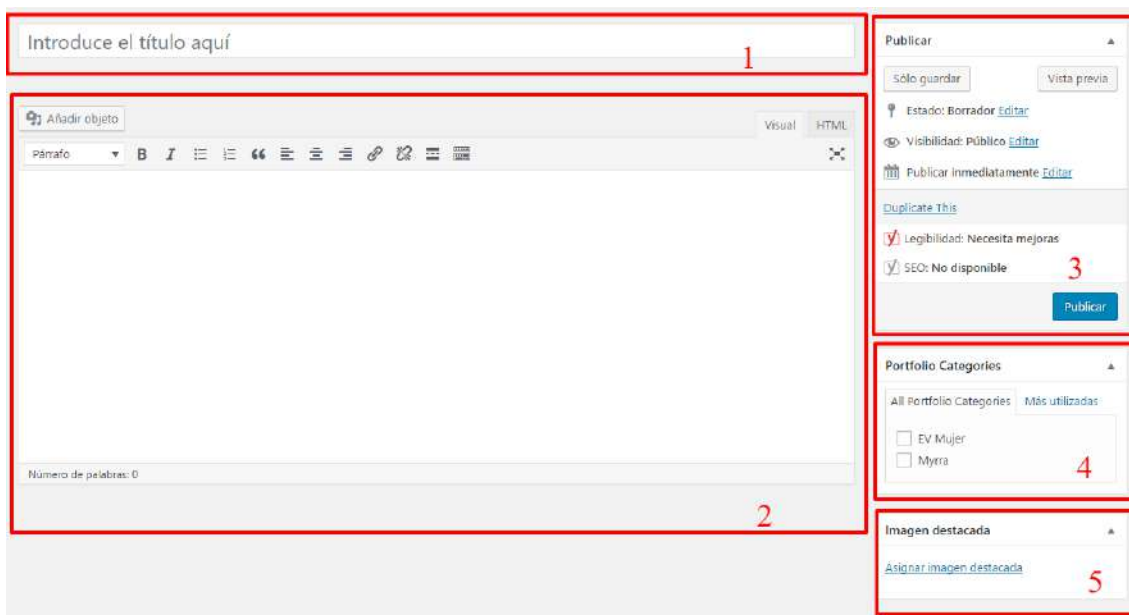 Introduce el título aquí
1
Añadir objeto
Visual HTML
Párrafo B I
Número de palabras: 0
2
Publicar
Sólo guardar Vista previa
Estado: Borrador Editar
Visibilidad: Público Editar
Publicar inmediatamente Editar
Duplicate This
Legibilidad: Necesita mejoras
SEO: No disponible
3
Publicar
Portfolio Categories
All Portfolio Categories Más utilizadas
EV Mujer
Myrra
4
Imagen destacada
Asignar imagen destacada
5